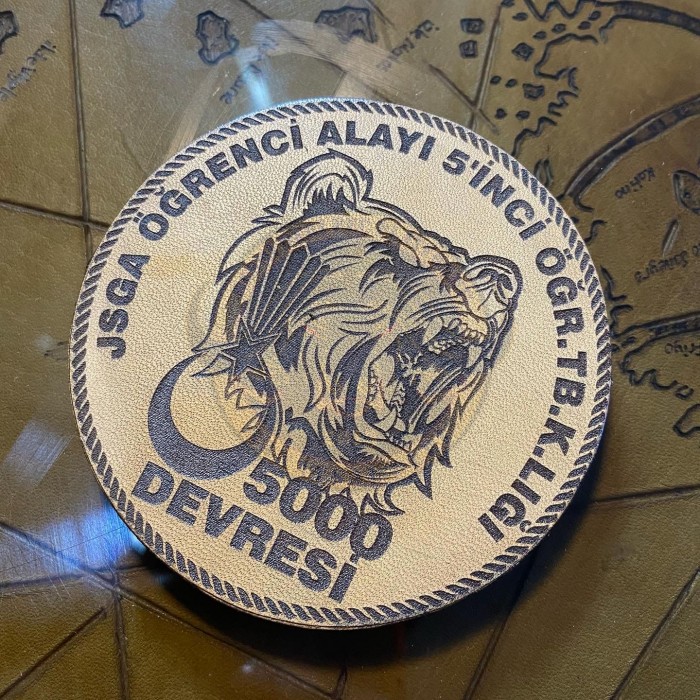 JSGA ÖĞRENCİ ALAYI 5'İNCİ ÖĞR.TB.K.LIĞI
5000
DEVRESİ